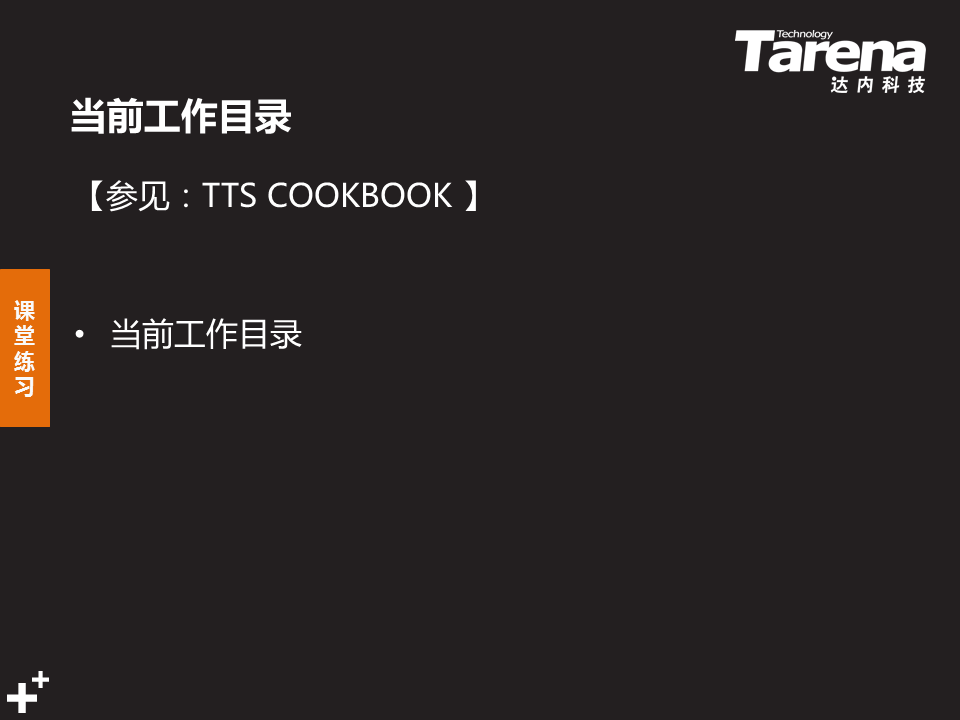 Technology
Tarena
达内科技
当前工作目录
【参见：TTS COOKBOOK 】
课堂练习
• 当前工作目录